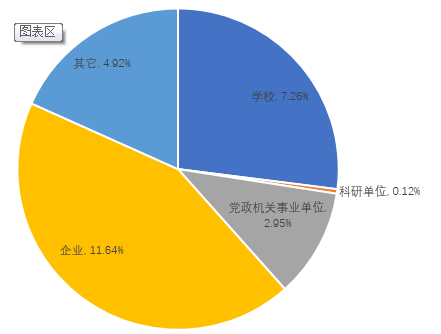 图表区
其它, 4.92%
学校, 7.26%
科研单位, 0.12%
党政机关事业单位,
2.95%
企业, 11.64%